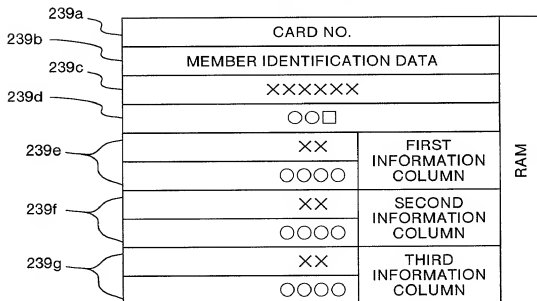 239a
CARD NO.
239b
MEMBER IDENTIFICATION DATA
239c
××××××
239d
○○□
239e
××
○○○○
FIRST
INFORMATION
COLUMN
239f
××
○○○○
SECOND
INFORMATION
COLUMN
239g
××
○○○○
THIRD
INFORMATION
COLUMN
RAM